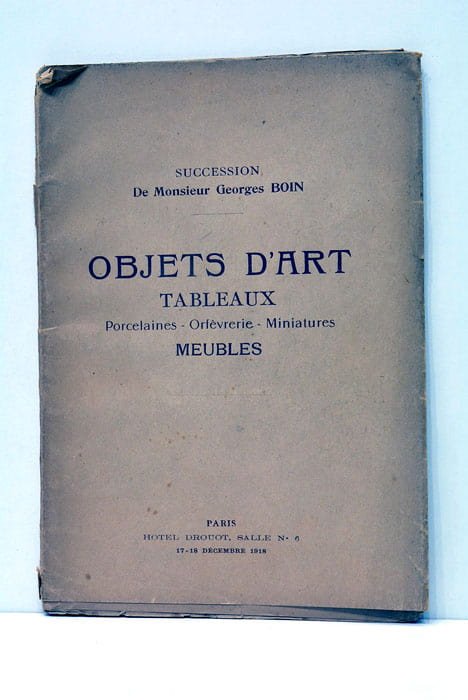 SUCCESSION
De Monsieur Georges BOIN
OBJETS D'ART
TABLEAUX
Porcelaines - Orfèvrerie - Miniatures
MEUBLES
PARIS
HOTEL DROUOT, SALLE N° 6
17-18 DÉCEMBRE 1918